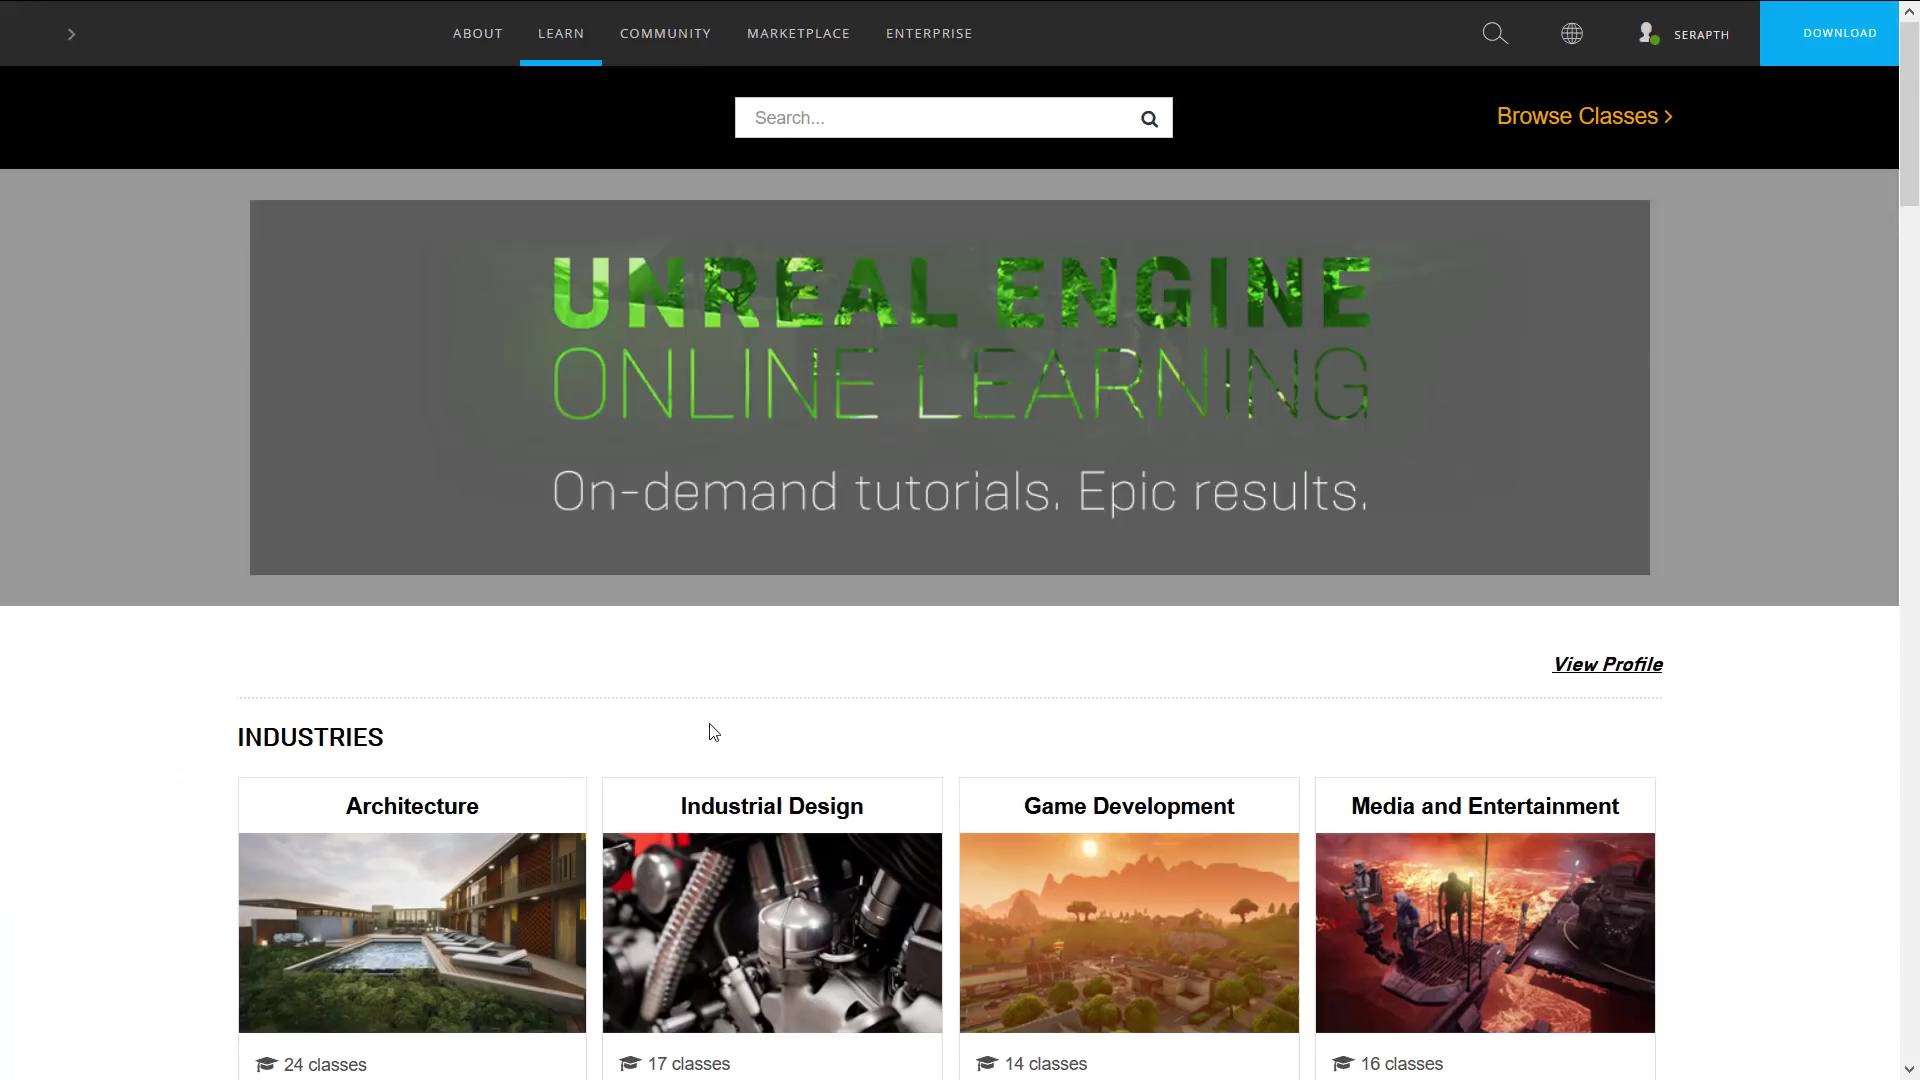 ABOUT LEARN COMMUNITY MARKETPLACE ENTERPRISE SERAPTH DOWNLOAD
Search... Browse Classes
UNREAL ENGINE
ONLINE LEARNING
On-demand tutorials. Epic results.
View Profile
INDUSTRIES
Architecture Industrial Design Game Development Media and Entertainment
24 classes 17 classes 14 classes 16 classes